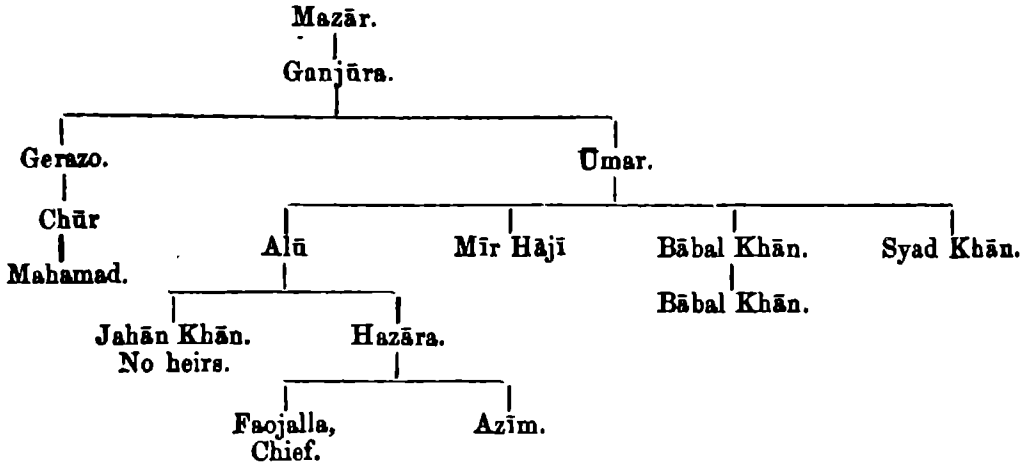 Mazār.
Ganjūra.
Gerazo. Ūmar.
Chūr
Alū Mīr Hājī Bābal Khān. Syad Khān.
Mahamad.
Bābal Khān.
Jahān Khān. Hazāra.
No heirs.
Faojalla, Azīm.
Chief.